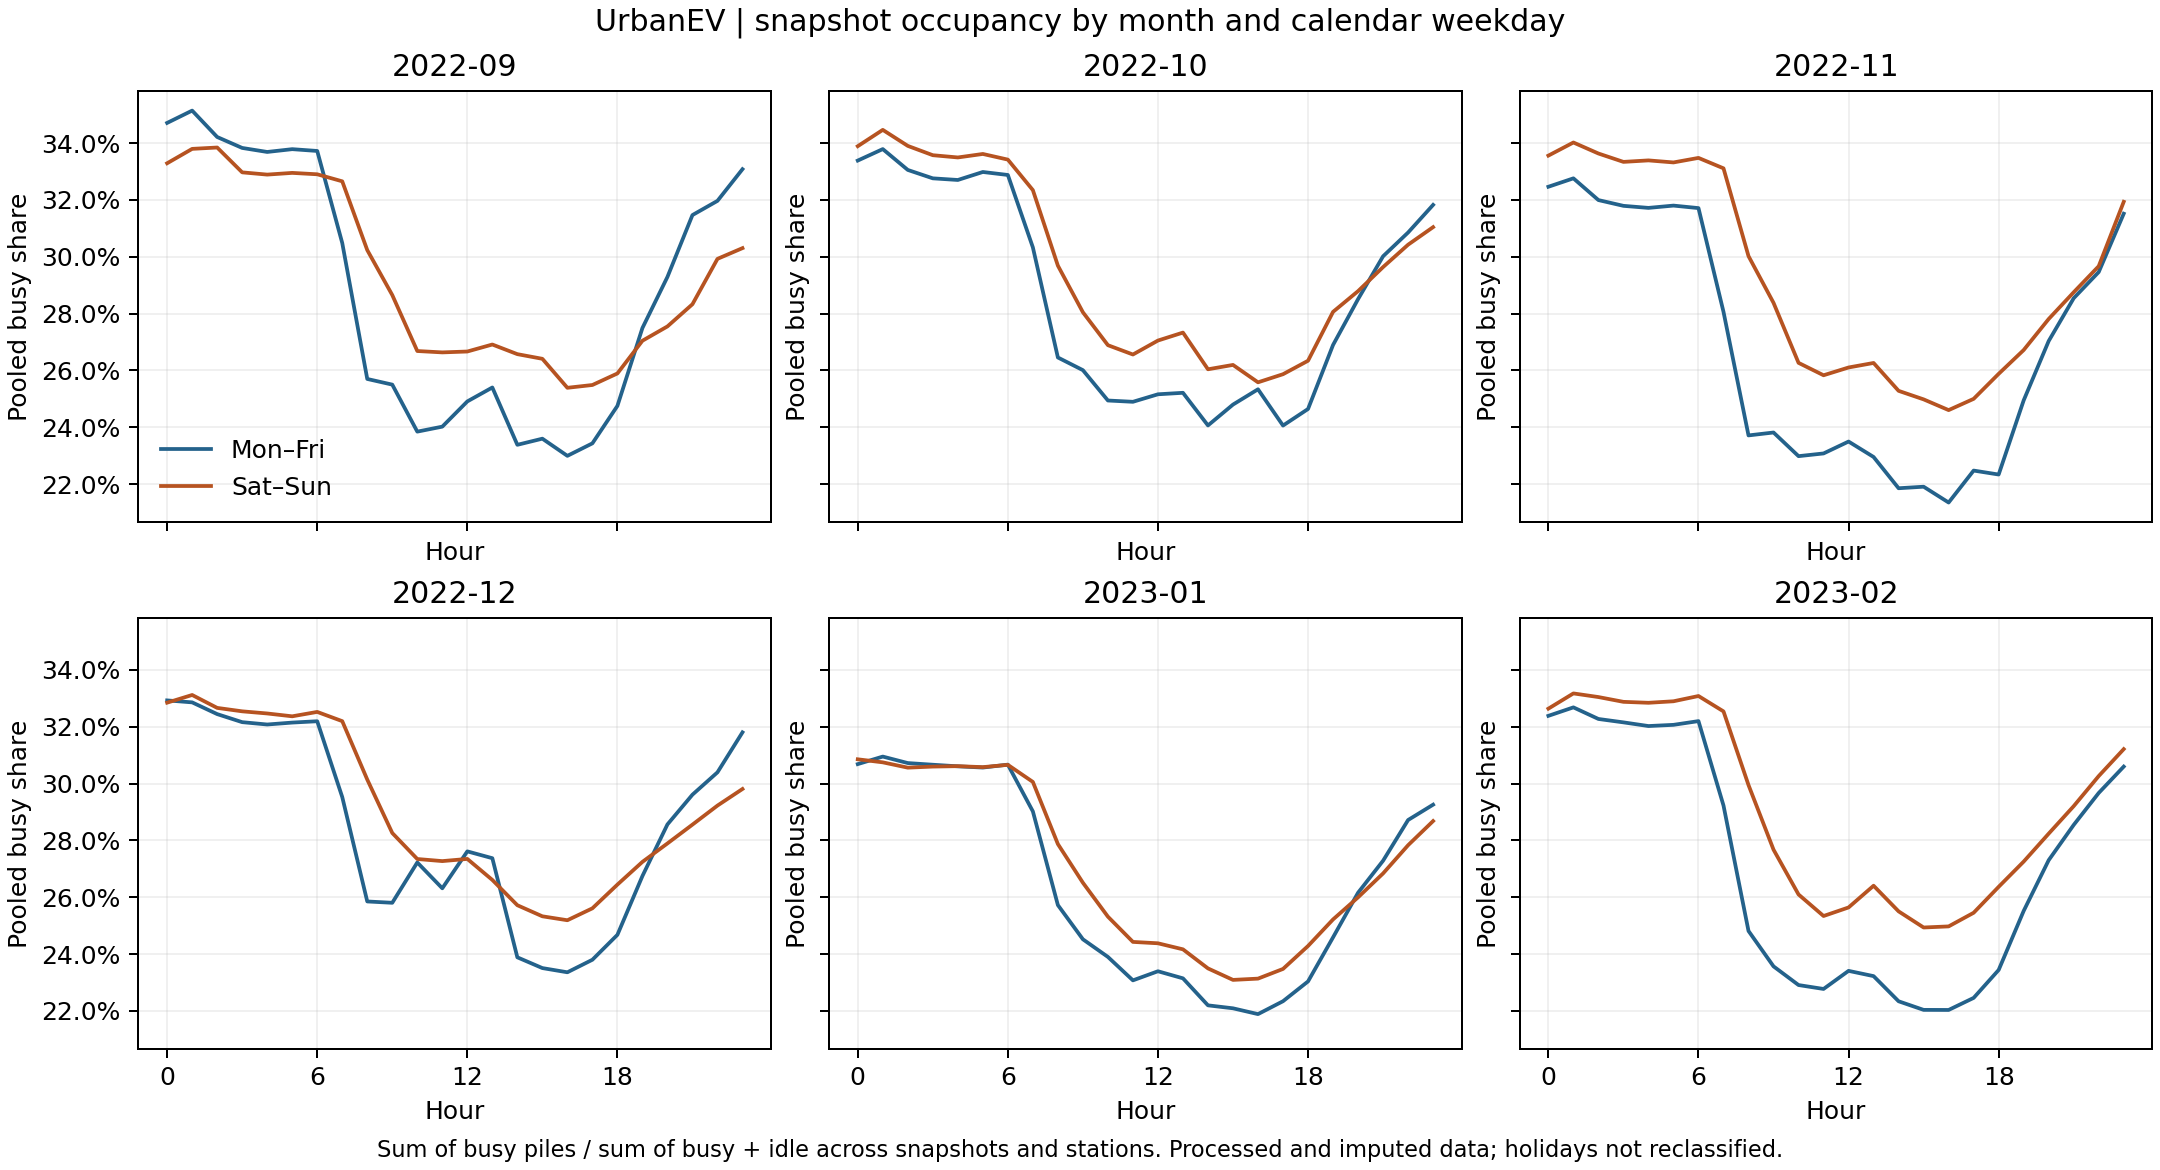 UrbanEV | snapshot occupancy by month and calendar weekday
2022-09
2022-10
2022-11
34.0%
32.0%
30.0%
28.0%
26.0%
24.0%
22.0%
Pooled busy share
Pooled busy share
Pooled busy share
Mon–Fri
Sat–Sun
Hour
Hour
Hour
2022-12
2023-01
2023-02
34.0%
32.0%
30.0%
28.0%
26.0%
24.0%
22.0%
Pooled busy share
Pooled busy share
Pooled busy share
0 6 12 18
0 6 12 18
0 6 12 18
Hour
Hour
Hour
Sum of busy piles / sum of busy + idle across snapshots and stations. Processed and imputed data; holidays not reclassified.